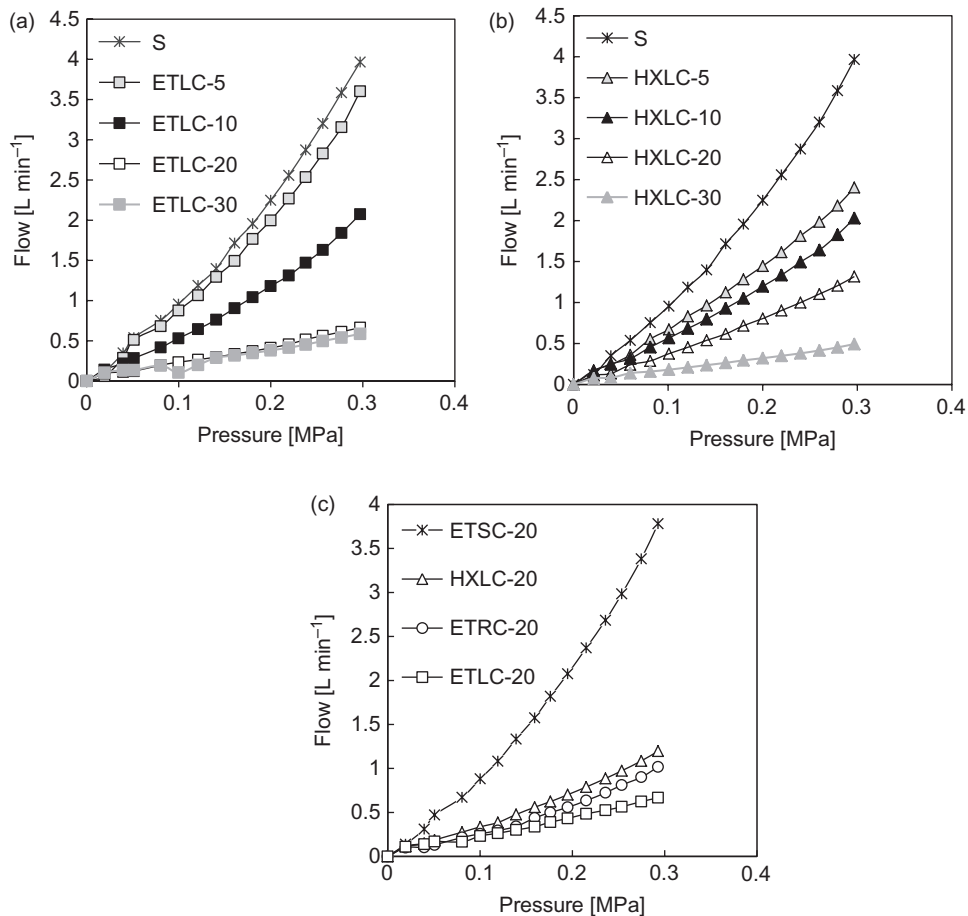 (a)
4.5
4
3.5
3
2.5
2
1.5
1
0.5
0
Flow [L min⁻¹]
S
ETLC-5
ETLC-10
ETLC-20
ETLC-30
0 0.1 0.2 0.3 0.4
Pressure [MPa]
(b)
4.5
4
3.5
3
2.5
2
1.5
1
0.5
0
Flow [L min⁻¹]
S
HXLC-5
HXLC-10
HXLC-20
HXLC-30
0 0.1 0.2 0.3 0.4
Pressure [MPa]
(c)
4
3.5
3
2.5
2
1.5
1
0.5
0
Flow [L min⁻¹]
ETSC-20
HXLC-20
ETRC-20
ETLC-20
0 0.1 0.2 0.3 0.4
Pressure [MPa]